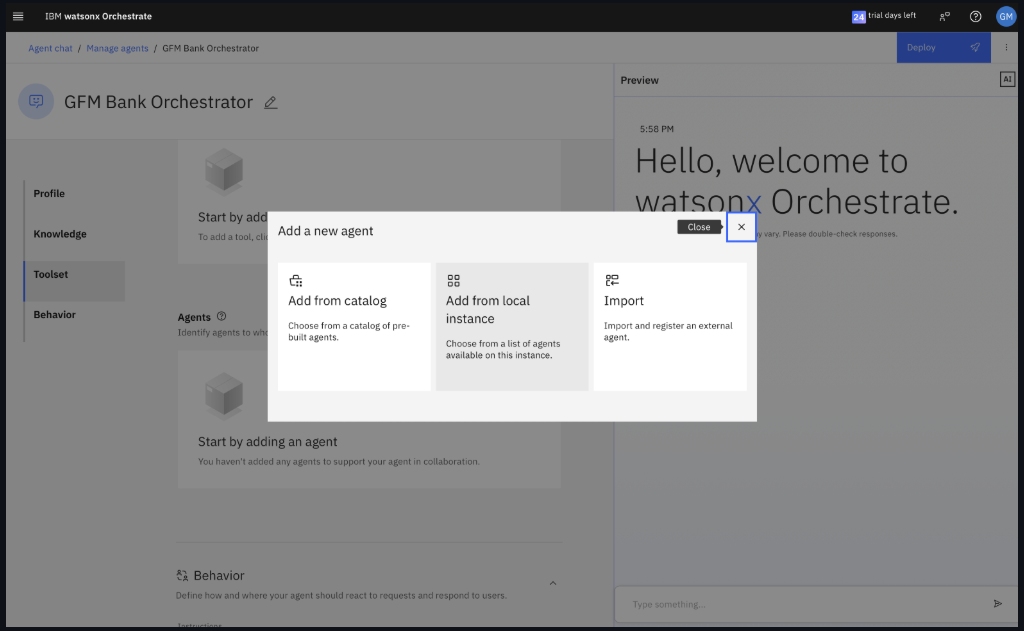 IBM watsonx Orchestrate
24 trial days left
GM
Agent chat / Manage agents / GFM Bank Orchestrator
Deploy
GFM Bank Orchestrator
Preview
AI
5:58 PM
Hello, welcome to
watsonx Orchestrate.
y vary. Please double-check responses.
Profile
Knowledge
Toolset
Behavior
Start by add
To add a tool, clic
Agents
Identify agents to who
Add a new agent
Close
Add from catalog
Choose from a catalog of pre-
built agents.
Add from local
instance
Choose from a list of agents
available on this instance.
Import
Import and register an external
agent.
Start by adding an agent
You haven't added any agents to support your agent in collaboration.
Behavior
Define how and where your agent should react to requests and respond to users.
Instructions
Type something...